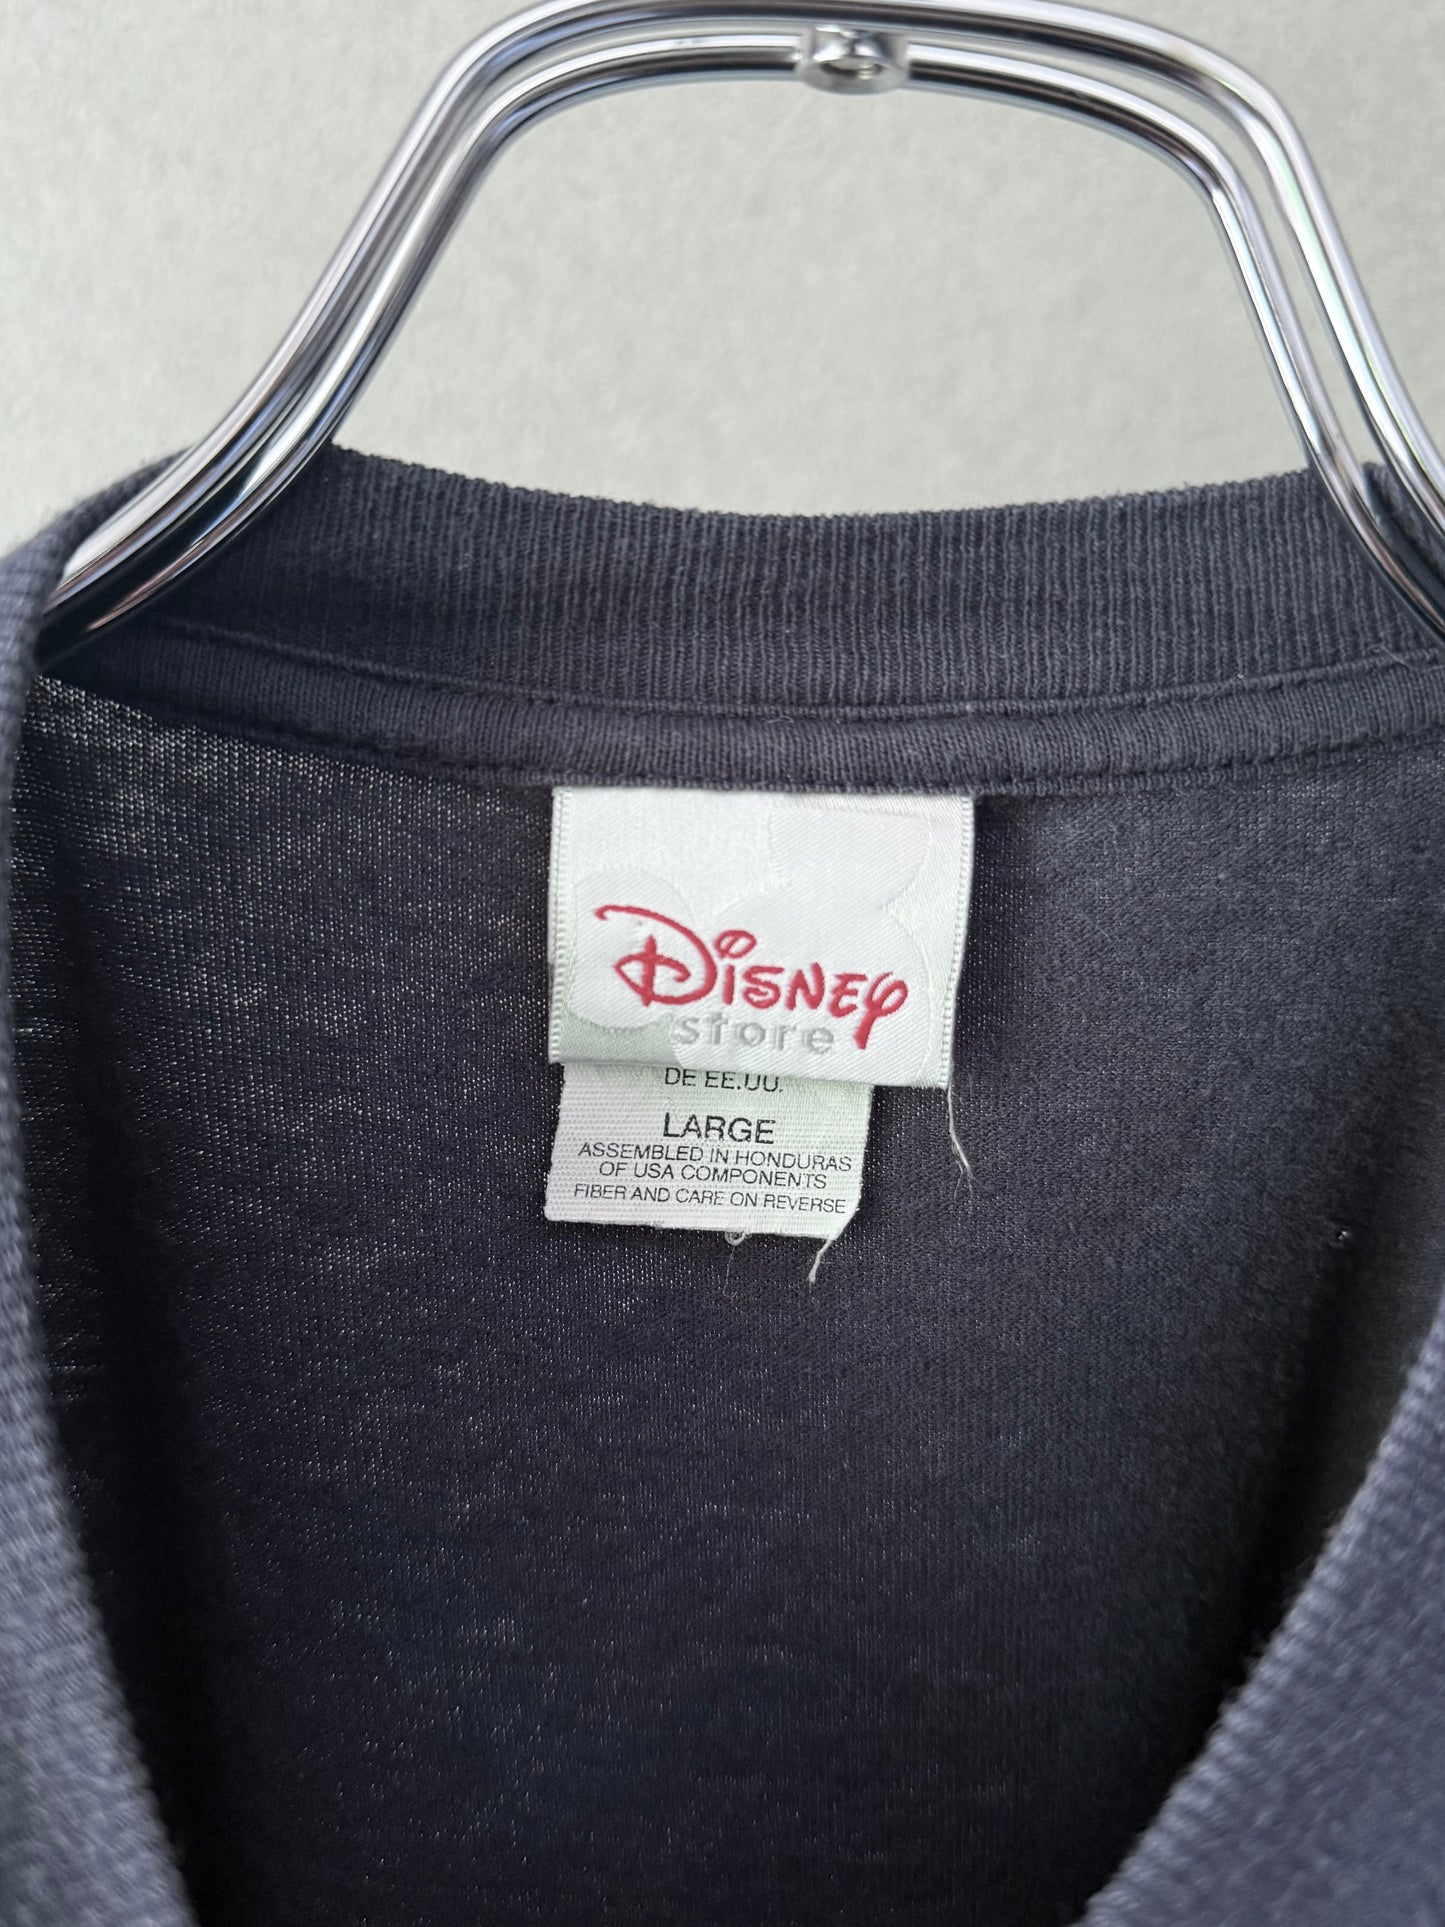 Disney
store
DE EE.UU.
LARGE
ASSEMBLED IN HONDURAS
OF USA COMPONENTS
FIBER AND CARE ON REVERSE